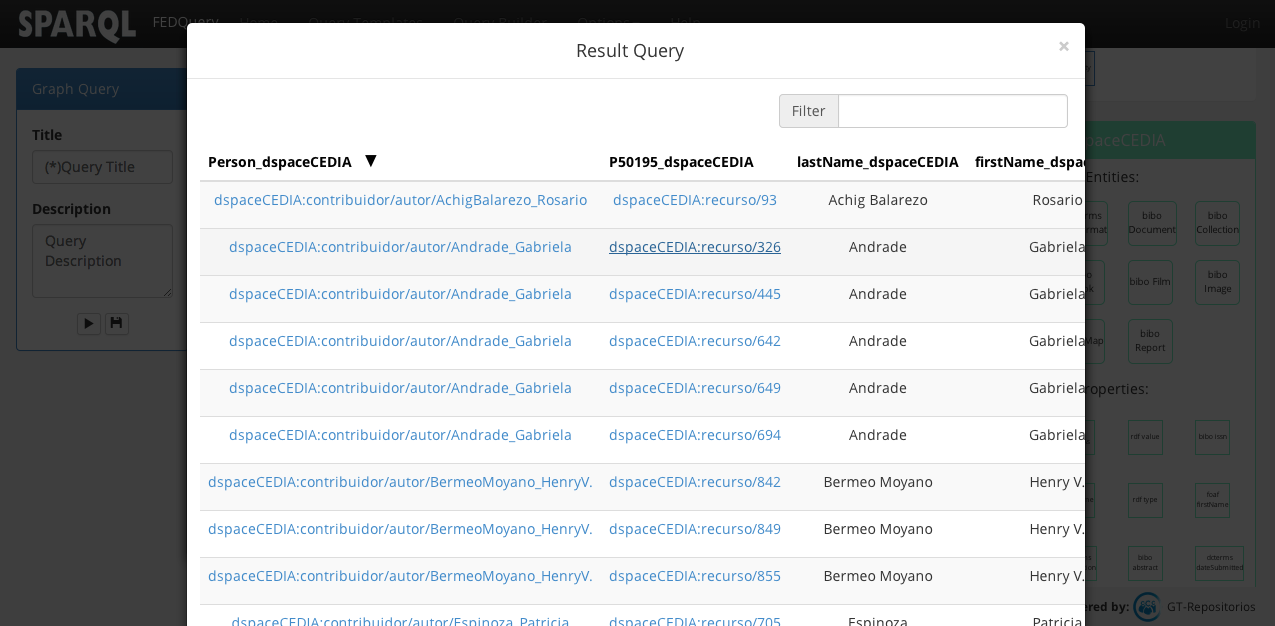 SPARQL FEDQuery Home Query Templates Query Builder Help Login
Result Query ×
Graph Query
Filter
Title
(*)Query Title
Description
Query
Description
Person_dspaceCEDIA ▼ P50195_dspaceCEDIA lastName_dspaceCEDIA firstName_dspac
dspaceCEDIA:contribuidor/autor/AchigBalarezo_Rosario dspaceCEDIA:recurso/93 Achig Balarezo Rosario
dspaceCEDIA:contribuidor/autor/Andrade_Gabriela dspaceCEDIA:recurso/326 Andrade Gabriela
dspaceCEDIA:contribuidor/autor/Andrade_Gabriela dspaceCEDIA:recurso/445 Andrade Gabriela
dspaceCEDIA:contribuidor/autor/Andrade_Gabriela dspaceCEDIA:recurso/642 Andrade Gabriela
dspaceCEDIA:contribuidor/autor/Andrade_Gabriela dspaceCEDIA:recurso/649 Andrade Gabriela
dspaceCEDIA:contribuidor/autor/Andrade_Gabriela dspaceCEDIA:recurso/694 Andrade Gabriela
dspaceCEDIA:contribuidor/autor/BermeoMoyano_HenryV. dspaceCEDIA:recurso/842 Bermeo Moyano Henry V.
dspaceCEDIA:contribuidor/autor/BermeoMoyano_HenryV. dspaceCEDIA:recurso/849 Bermeo Moyano Henry V.
dspaceCEDIA:contribuidor/autor/BermeoMoyano_HenryV. dspaceCEDIA:recurso/855 Bermeo Moyano Henry V.
dspaceCEDIA:contribuidor/autor/Espinoza_Patricia dspaceCEDIA:recurso/705 Espinoza Patricia
paceCEDIA
Entities:
bibo
Document
bibo
Collection
bibo Film
bibo
Image
Map
bibo
Report
operties:
rdf value
bibo issn
rdf type
foaf
firstName
bibo
abstract
dcterms
dateSubmitted
ered by: GT-Repositorios